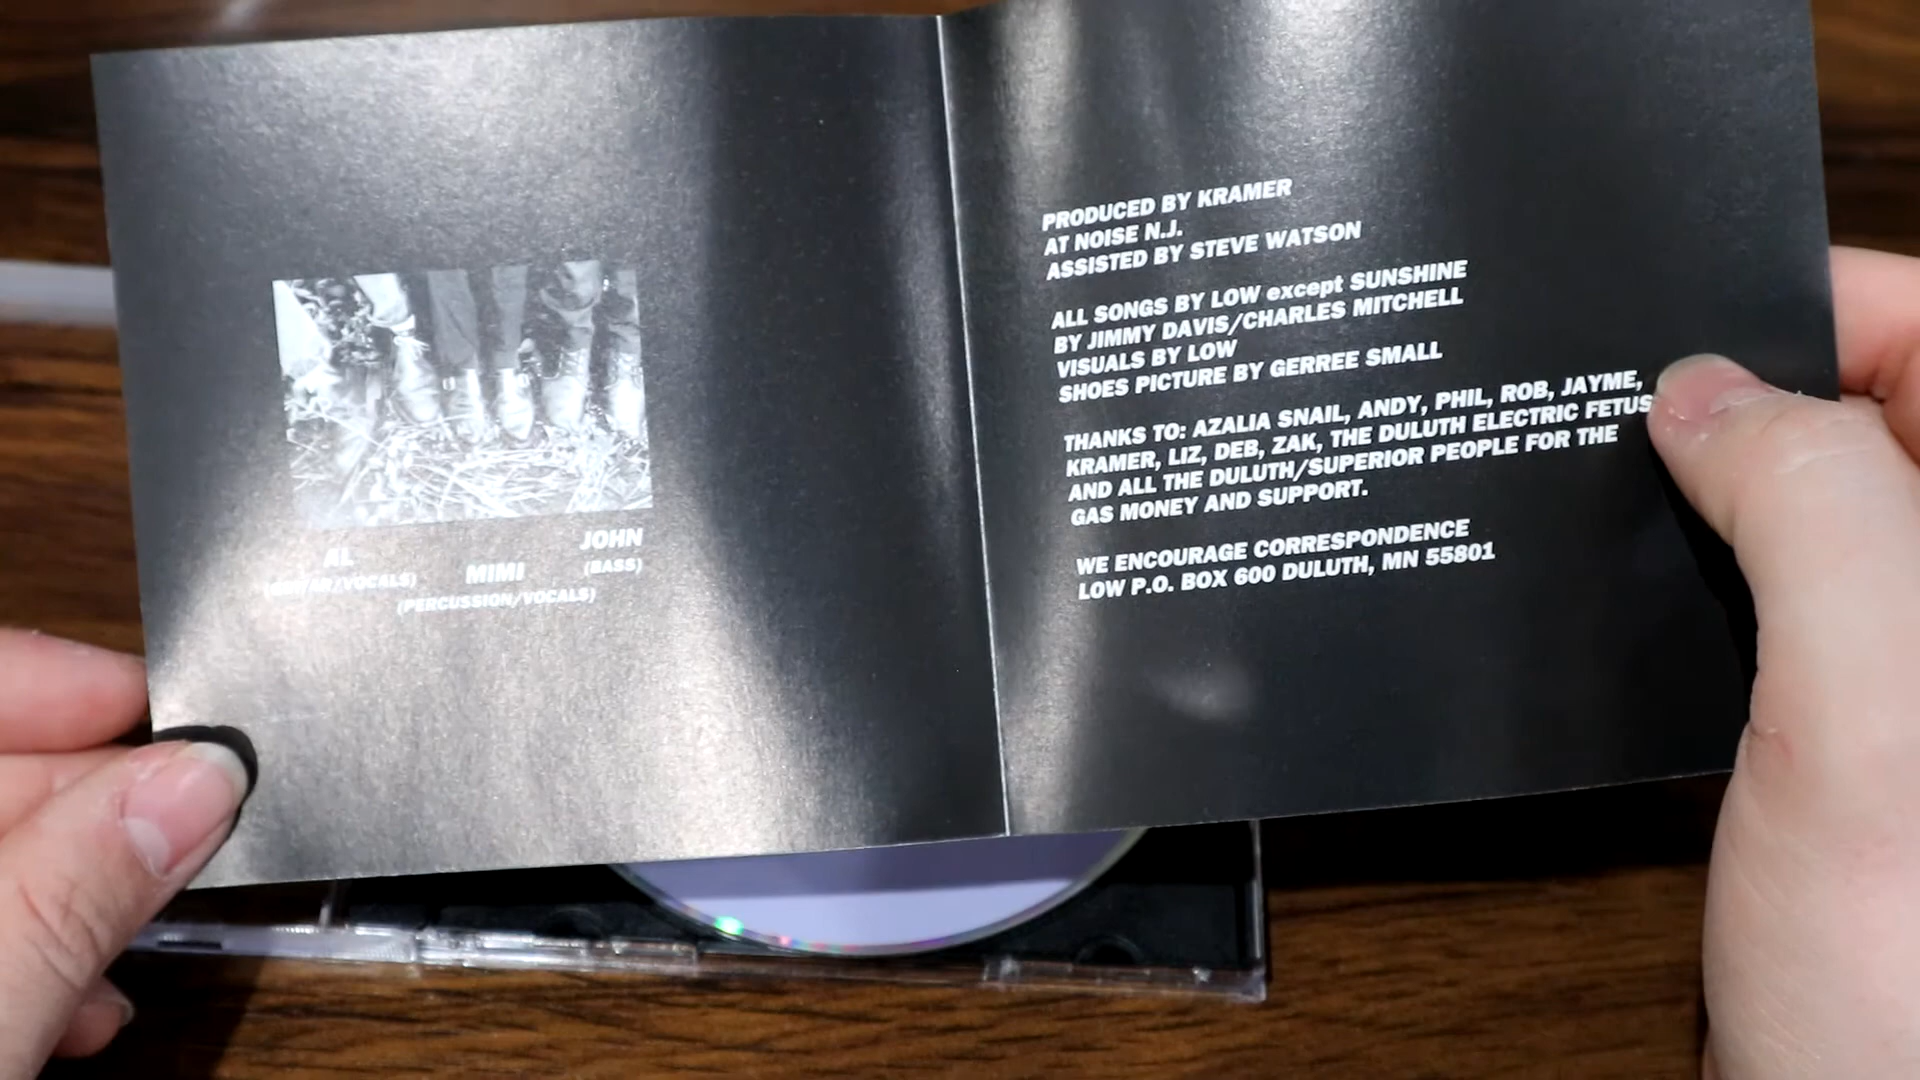 AL
(GUITAR/VOCALS)
MIMI
(PERCUSSION/VOCALS)
JOHN
(BASS)
PRODUCED BY KRAMER
AT NOISE N.J.
ASSISTED BY STEVE WATSON
ALL SONGS BY LOW except SUNSHINE
BY JIMMY DAVIS/CHARLES MITCHELL
VISUALS BY LOW
SHOES PICTURE BY GERREE SMALL
THANKS TO: AZALIA SNAIL, ANDY, PHIL, ROB, JAYME,
KRAMER, LIZ, DEB, ZAK, THE DULUTH ELECTRIC FETUS
AND ALL THE DULUTH/SUPERIOR PEOPLE FOR THE
GAS MONEY AND SUPPORT.
WE ENCOURAGE CORRESPONDENCE
LOW P.O. BOX 600 DULUTH, MN 55801